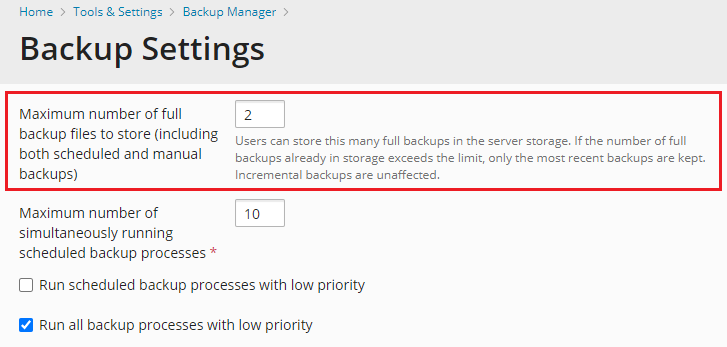 Home > Tools & Settings > Backup Manager >
Backup Settings
Maximum number of full
backup files to store (including
both scheduled and manual
backups)
2
Users can store this many full backups in the server storage. If the number of full
backups already in storage exceeds the limit, only the most recent backups are kept.
Incremental backups are unaffected.
Maximum number of
simultaneously running
scheduled backup processes *
10
Run scheduled backup processes with low priority
Run all backup processes with low priority